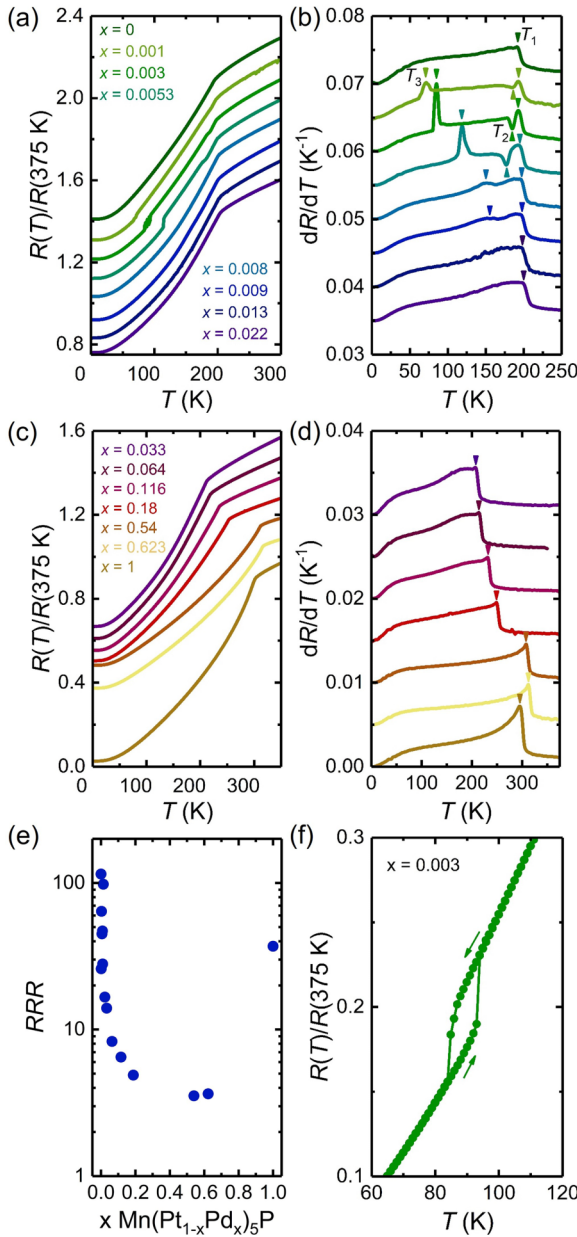 (a)
x = 0
x = 0.001
x = 0.003
x = 0.0053
x = 0.008
x = 0.009
x = 0.013
x = 0.022
R(T)/R(375 K)
2.4
2.0
1.6
1.2
0.8
0 100 200 300
T (K)
(b)
T1
T3
T2
dR/dT (K⁻¹)
0.08
0.07
0.06
0.05
0.04
0.03
0 50 100 150 200 250
T (K)
(c)
x = 0.033
x = 0.064
x = 0.116
x = 0.18
x = 0.54
x = 0.623
x = 1
R(T)/R(375 K)
1.6
1.2
0.8
0.4
0.0
0 100 200 300
T (K)
(d)
dR/dT (K⁻¹)
0.04
0.03
0.02
0.01
0.00
0 100 200 300
T (K)
(e)
RRR
100
10
1
0.0 0.2 0.4 0.6 0.8 1.0
x Mn(Pt1-xPdx)5P
(f)
x = 0.003
R(T)/R(375 K)
0.3
0.2
0.1
60 80 100 120
T (K)